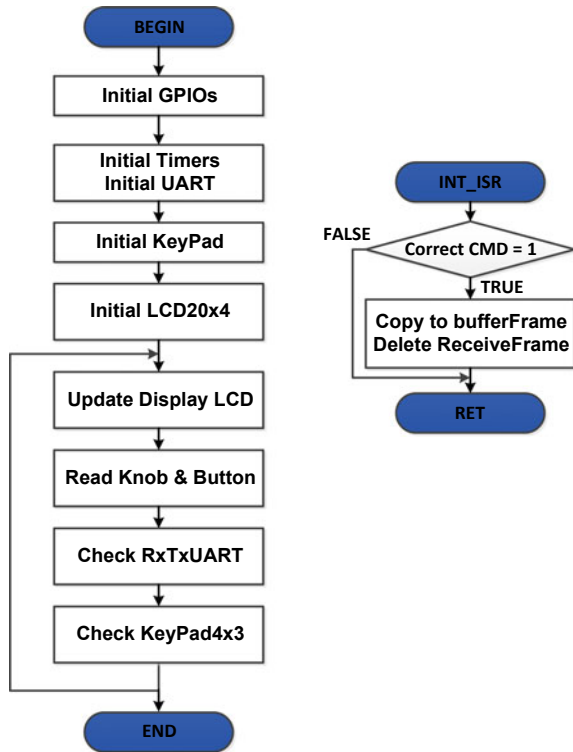 BEGIN
Initial GPIOs
Initial Timers
Initial UART
Initial KeyPad
Initial LCD20x4
Update Display LCD
Read Knob & Button
Check RxTxUART
Check KeyPad4x3
END
INT_ISR
FALSE
Correct CMD = 1
TRUE
Copy to bufferFrame
Delete ReceiveFrame
RET